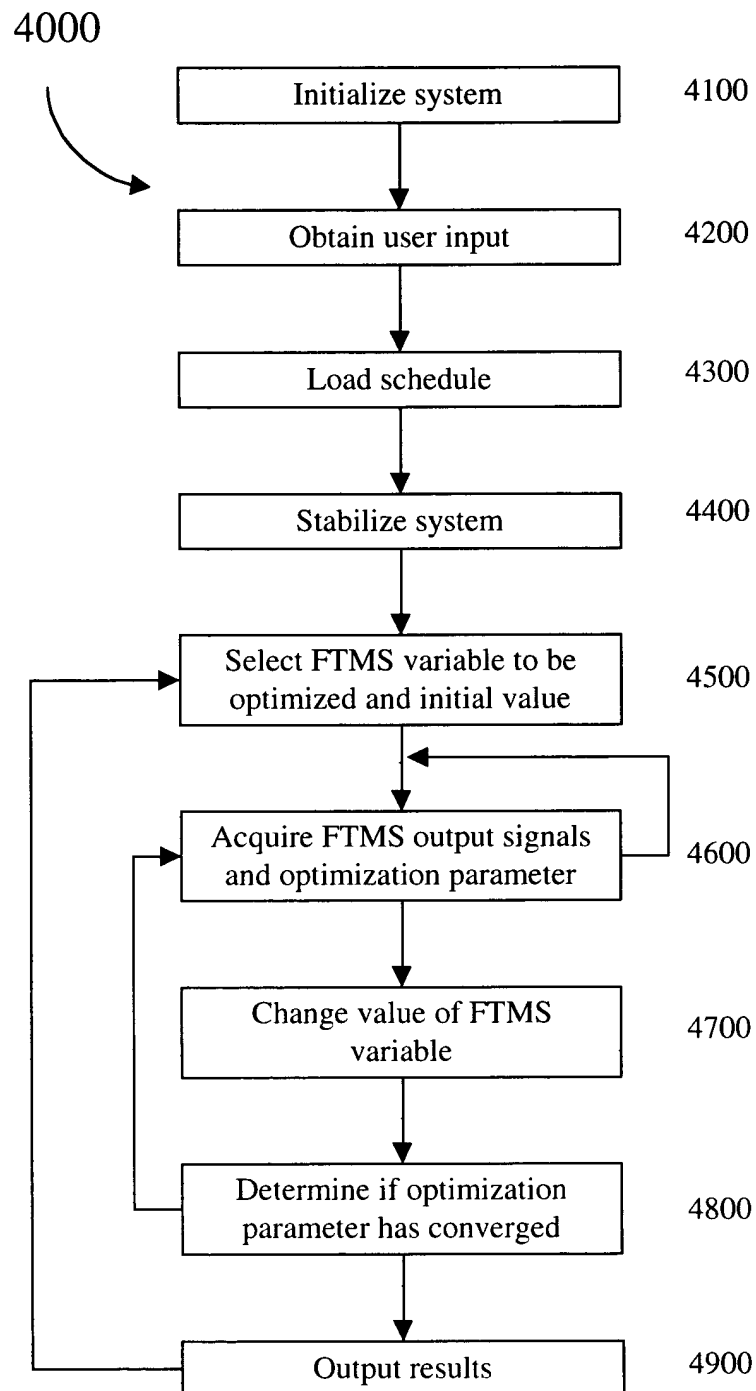 4000
Initialize system 4100
Obtain user input 4200
Load schedule 4300
Stabilize system 4400
Select FTMS variable to be
optimized and initial value 4500
Acquire FTMS output signals
and optimization parameter 4600
Change value of FTMS
variable 4700
Determine if optimization
parameter has converged 4800
Output results 4900